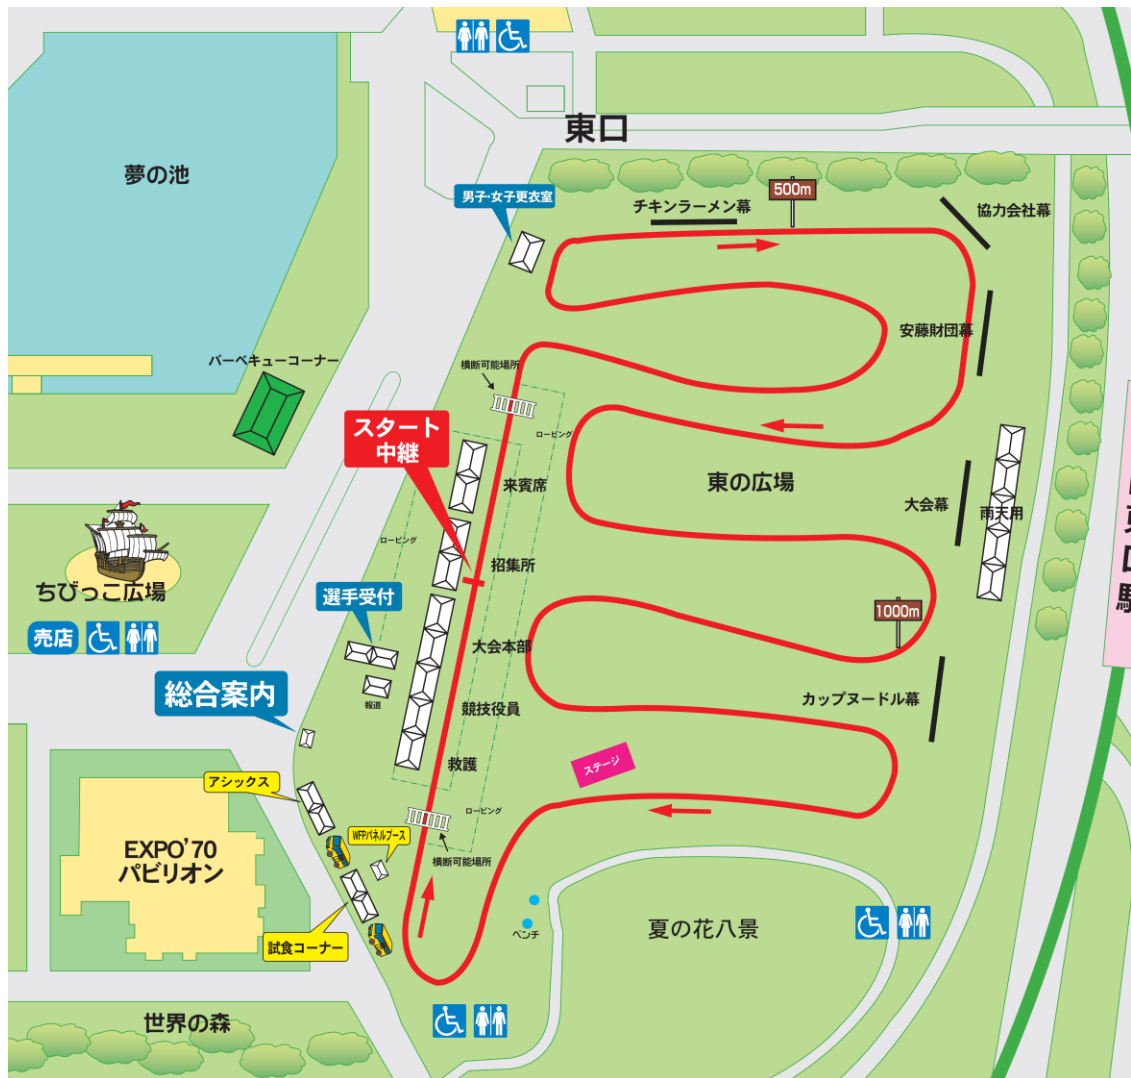 東口
夢の池
男子・女子更衣室
500m
チキンラーメン幕
協力会社幕
安藤財団幕
バーベキューコーナー
横断可能場所
スタート
中継
ロービング
来賓席
東の広場
大会幕
雨天用
ロービング
招集所
ちびっこ広場
選手受付
売店
1000m
大会本部
総合案内
報道
競技役員
カップヌードル幕
救護
ステージ
アシックス
ロービング
WFPパネルブース
横断可能場所
EXPO'70
パビリオン
試食コーナー
ベンチ
夏の花八景
世界の森
東口駅